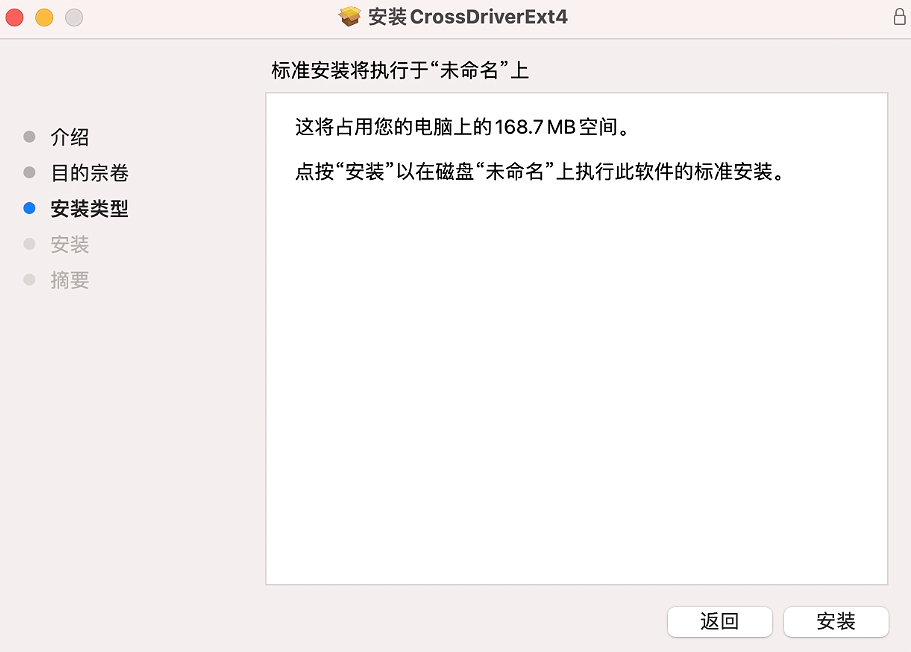 安装 CrossDriverExt4
标准安装将执行于“未命名”上
介绍
目的宗卷
安装类型
安装
摘要
这将占用您的电脑上的168.7 MB 空间。
点按“安装”以在磁盘“未命名”上执行此软件的标准安装。
返回
安装